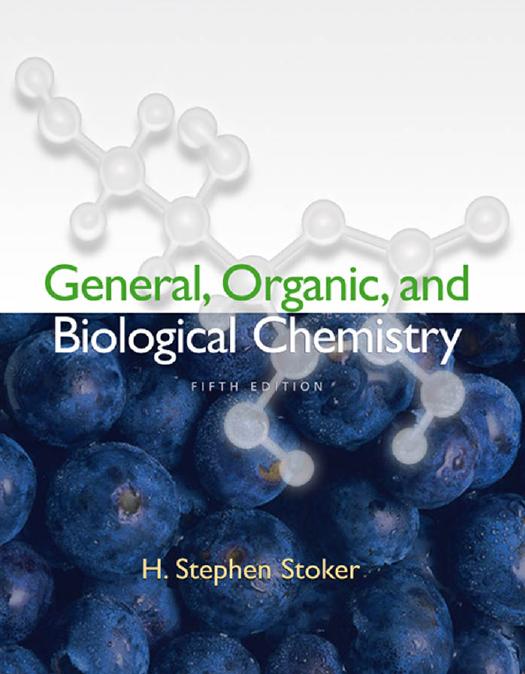 General, Organic, and
Biological Chemistry
FIFTH EDITION
H. Stephen Stoker